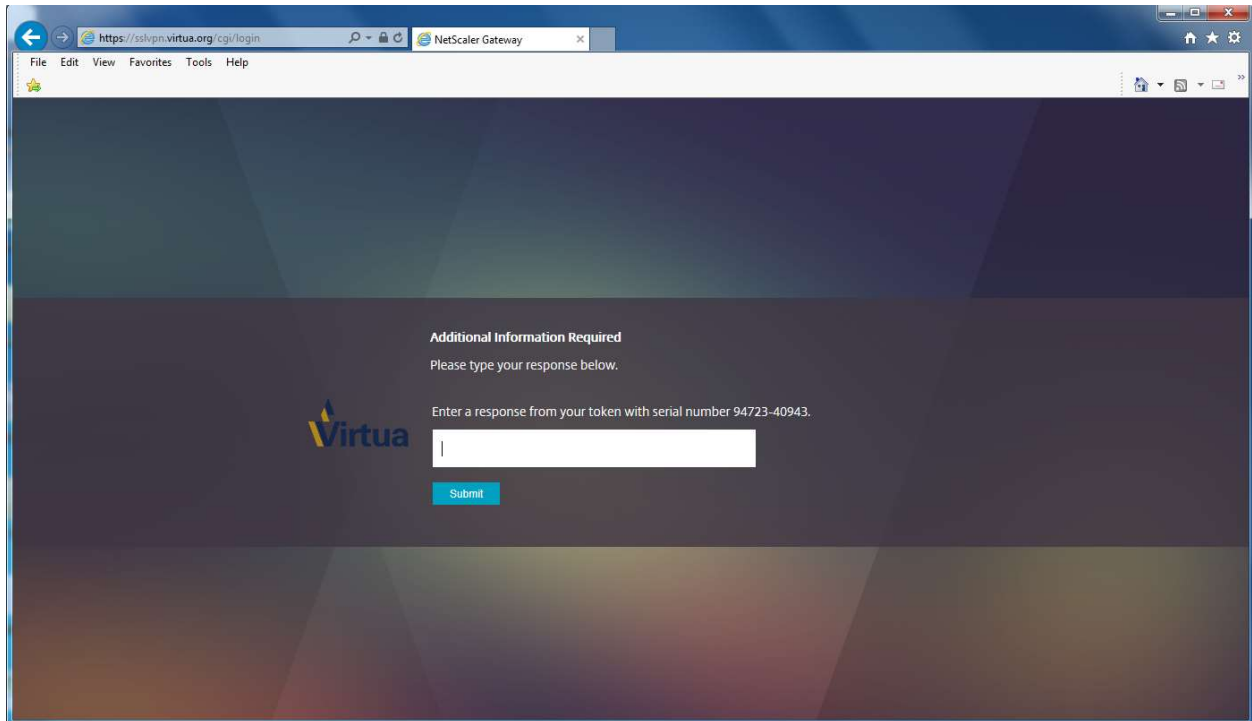 https://sslvpn.virtua.org/cgi/login
NetScaler Gateway
File Edit View Favorites Tools Help
Additional Information Required
Please type your response below.
Enter a response from your token with serial number 94723-40943.
Virtua
Submit